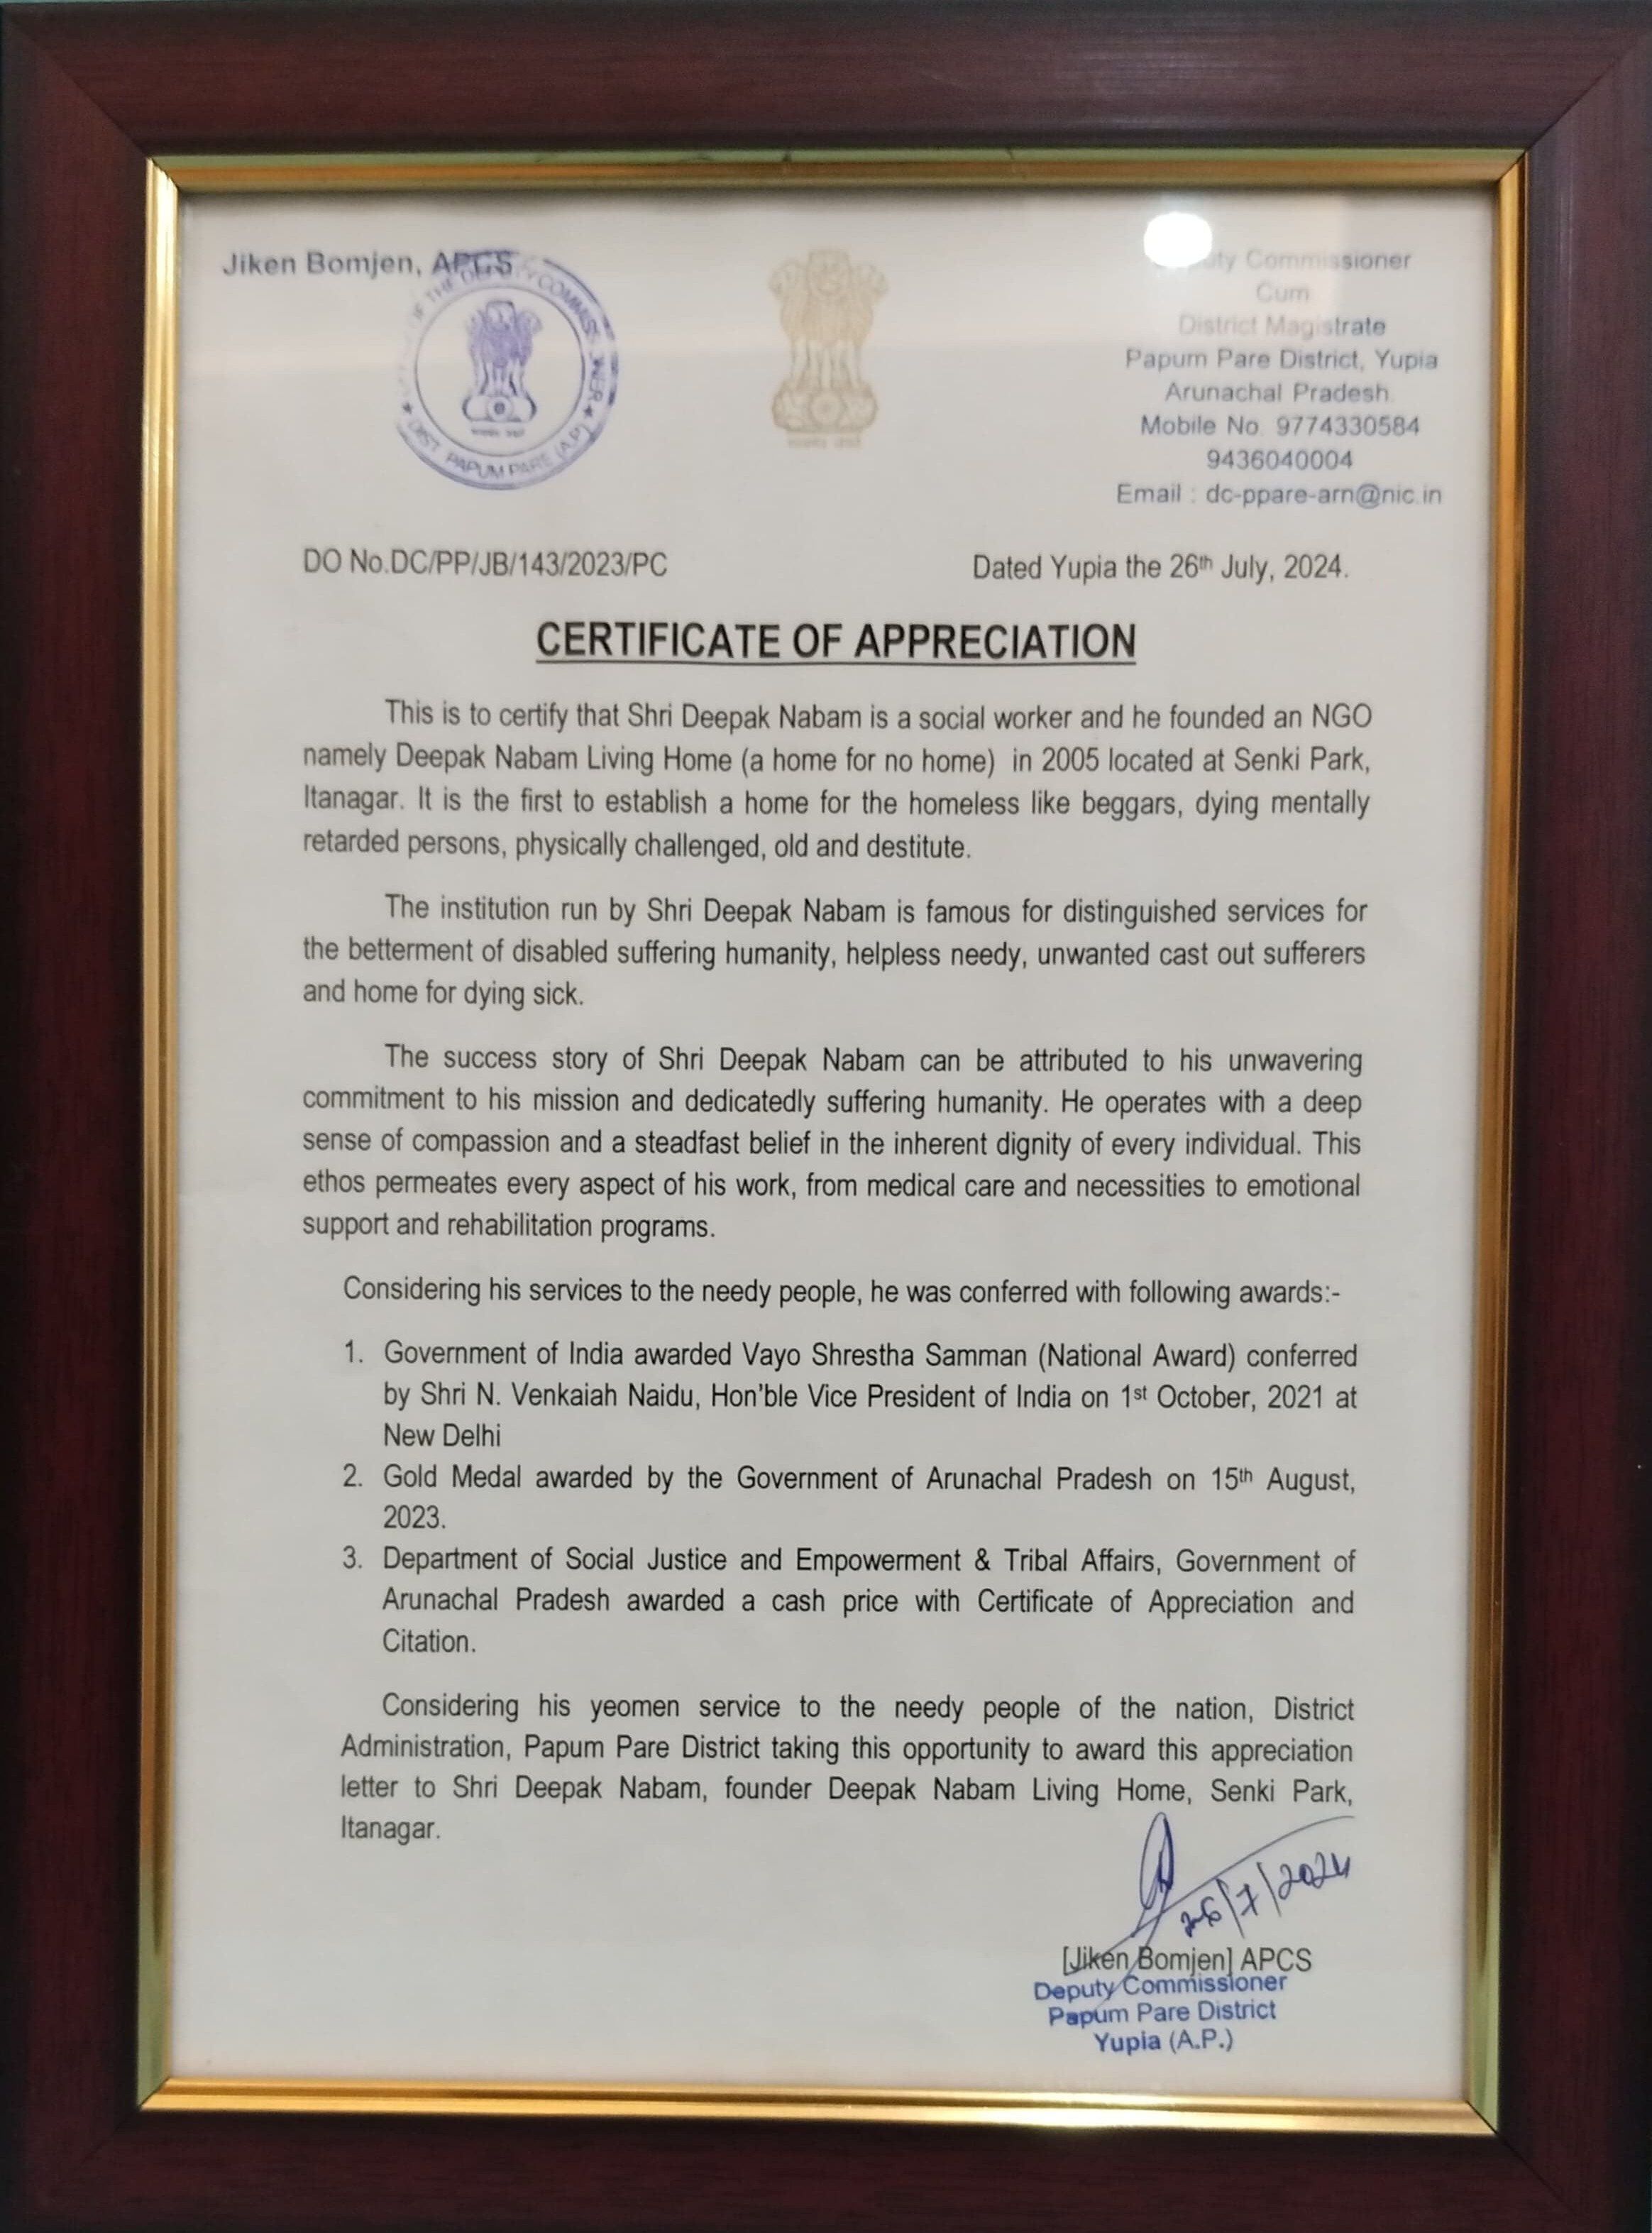 Jiken Bomjen, APCS
THE DEPUTY COMMISSIONER
DIST. PAPUM PARE (A.P)
Commissioner
Cum
District Magistrate
Papum Pare District, Yupia
Arunachal Pradesh
Mobile No. 9774330584
9436040004
Email : dc-ppare-arn@nic.in
DO No.DC/PP/JB/143/2023/PC
Dated Yupia the 26th July, 2024.
CERTIFICATE OF APPRECIATION
This is to certify that Shri Deepak Nabam is a social worker and he founded an NGO
namely Deepak Nabam Living Home (a home for no home) in 2005 located at Senki Park,
Itanagar. It is the first to establish a home for the homeless like beggars, dying mentally
retarded persons, physically challenged, old and destitute.
The institution run by Shri Deepak Nabam is famous for distinguished services for
the betterment of disabled suffering humanity, helpless needy, unwanted cast out sufferers
and home for dying sick.
The success story of Shri Deepak Nabam can be attributed to his unwavering
commitment to his mission and dedicatedly suffering humanity. He operates with a deep
sense of compassion and a steadfast belief in the inherent dignity of every individual. This
ethos permeates every aspect of his work, from medical care and necessities to emotional
support and rehabilitation programs.
Considering his services to the needy people, he was conferred with following awards:-
1. Government of India awarded Vayo Shrestha Samman (National Award) conferred
by Shri N. Venkaiah Naidu, Hon'ble Vice President of India on 1st October, 2021 at
New Delhi
2. Gold Medal awarded by the Government of Arunachal Pradesh on 15th August,
2023.
3. Department of Social Justice and Empowerment & Tribal Affairs, Government of
Arunachal Pradesh awarded a cash price with Certificate of Appreciation and
Citation.
Considering his yeomen service to the needy people of the nation, District
Administration, Papum Pare District taking this opportunity to award this appreciation
letter to Shri Deepak Nabam, founder Deepak Nabam Living Home, Senki Park,
Itanagar.
26/7/2024
[Jiken Bomjen] APCS
Deputy Commissioner
Papum Pare District
Yupia (A.P.)